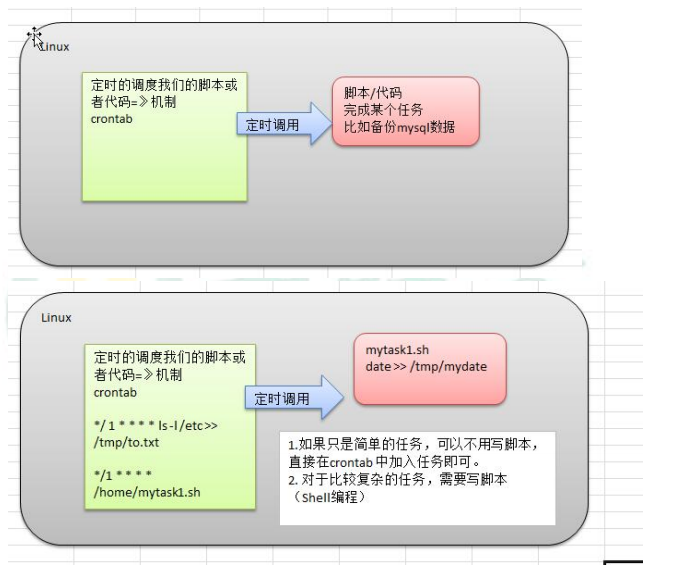 Linux
定时的调度我们的脚本或
者代码=》机制
crontab
定时调用
脚本/代码
完成某个任务
比如备份mysql数据
Linux
定时的调度我们的脚本或
者代码=》机制
crontab
*/1 * * * * ls -l /etc >>
/tmp/to.txt
*/1 * * * *
/home/mytask1.sh
定时调用
mytask1.sh
date >> /tmp/mydate
1.如果只是简单的任务，可以不用写脚本，
直接在crontab 中加入任务即可。
2. 对于比较复杂的任务，需要写脚本
（Shell编程）